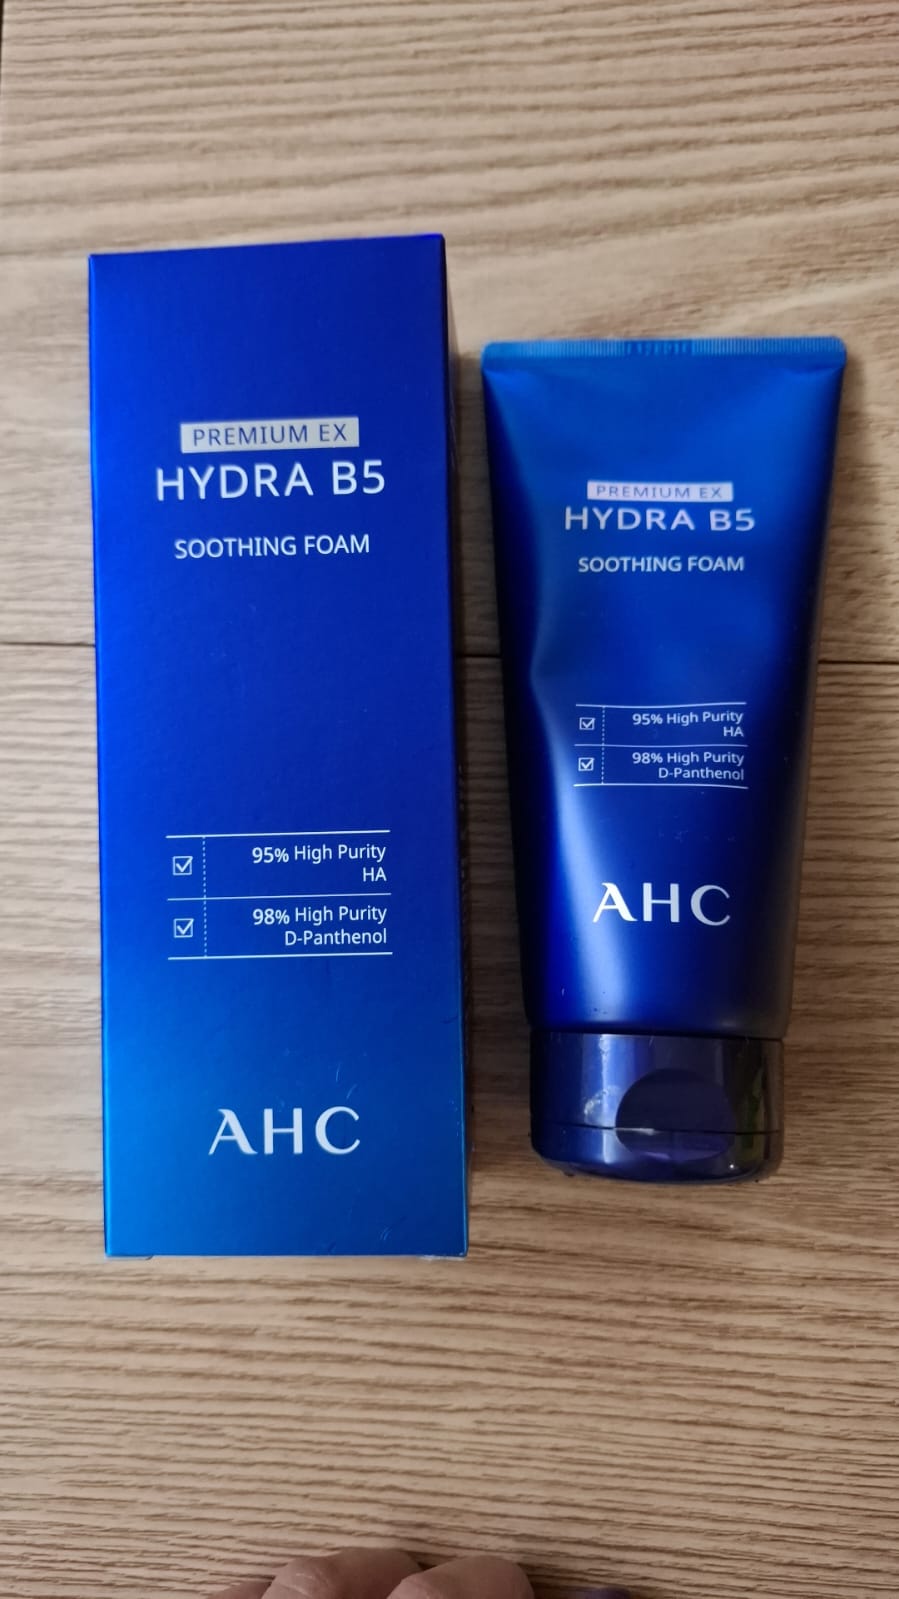 PREMIUM EX
HYDRA B5
SOOTHING FOAM
95% High Purity
HA
98% High Purity
D-Panthenol
AHC
PREMIUM EX
HYDRA B5
SOOTHING FOAM
95% High Purity
HA
98% High Purity
D-Panthenol
AHC